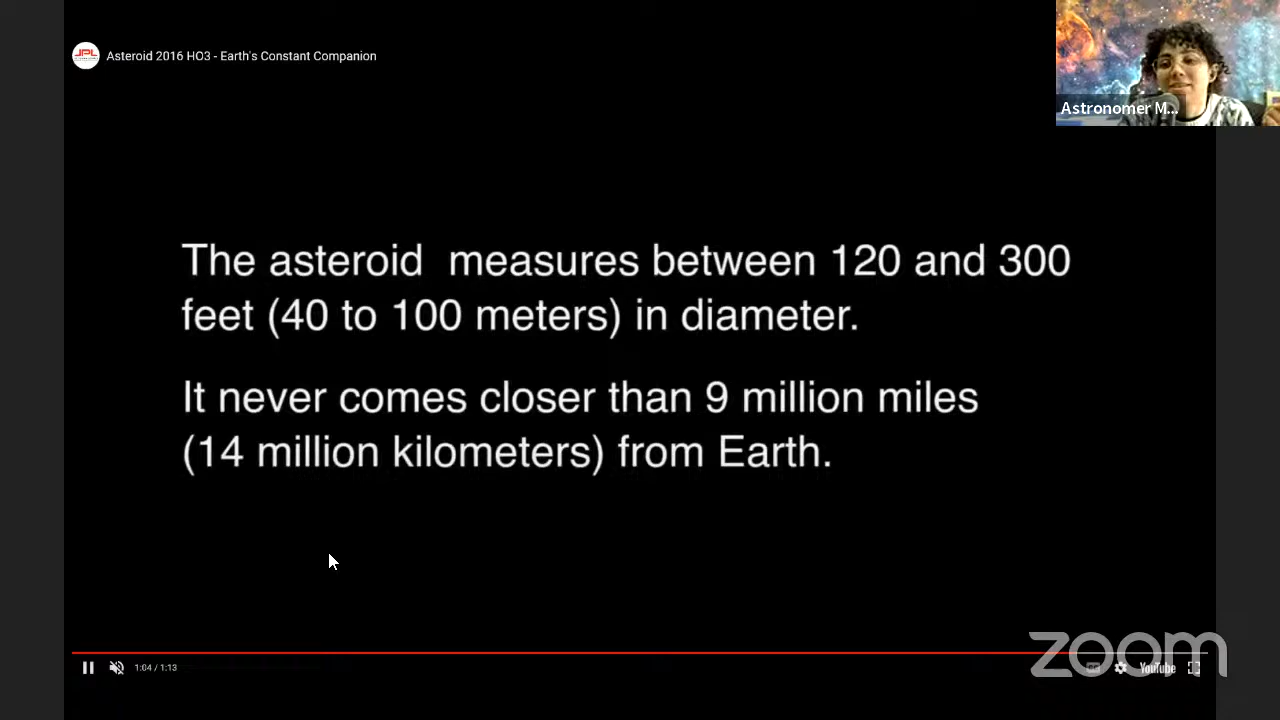 JPL
Asteroid 2016 HO3 - Earth's Constant Companion
Astronomer M...
The asteroid measures between 120 and 300
feet (40 to 100 meters) in diameter.
It never comes closer than 9 million miles
(14 million kilometers) from Earth.
zoom
1:04 / 1:13
YouTube